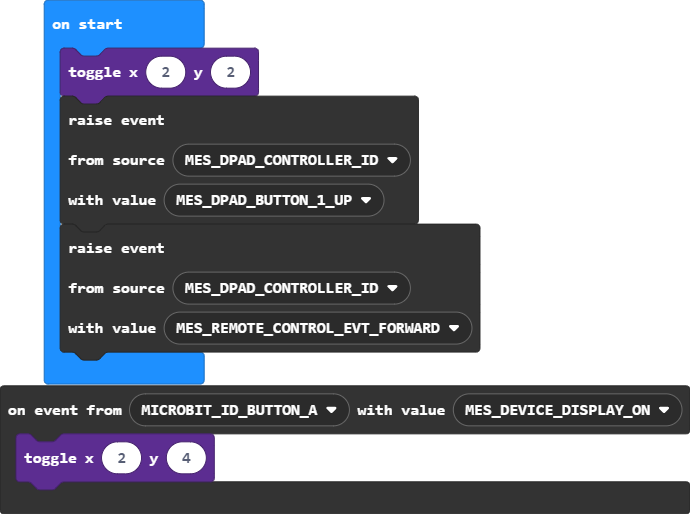 on start
toggle x 2 y 2
raise event
from source MES_DPAD_CONTROLLER_ID
with value MES_DPAD_BUTTON_1_UP
raise event
from source MES_DPAD_CONTROLLER_ID
with value MES_REMOTE_CONTROL_EVT_FORWARD
on event from MICROBIT_ID_BUTTON_A with value MES_DEVICE_DISPLAY_ON
toggle x 2 y 4